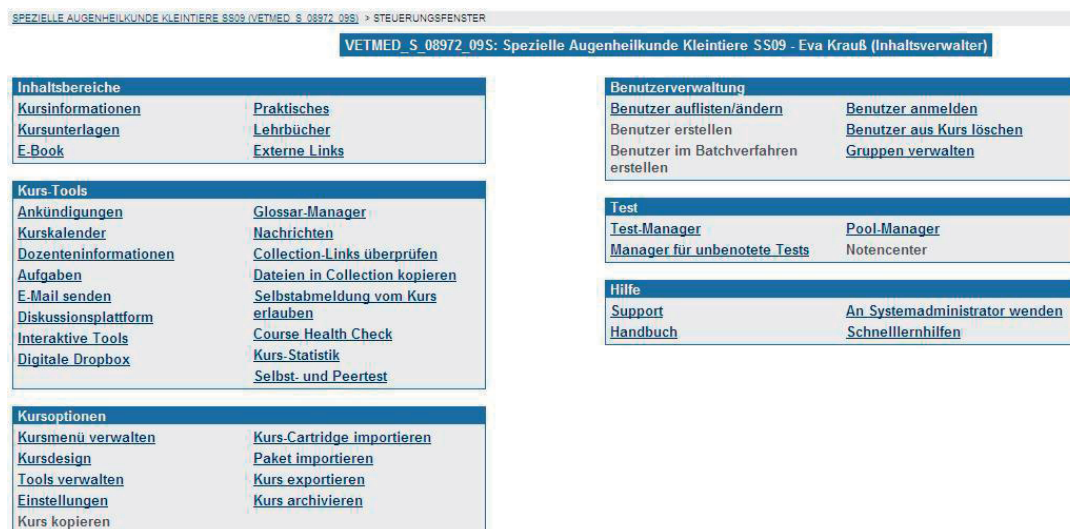 SPEZIELLE AUGENHEILKUNDE KLEINTIERE SS09 (VETMED_S_08972_09S) > STEUERUNGSFENSTER
VETMED_S_08972_09S: Spezielle Augenheilkunde Kleintiere SS09 - Eva Krauß (Inhaltsverwalter)
Inhaltsbereiche
Kursinformationen Praktisches
Kursunterlagen Lehrbücher
E-Book Externe Links
Kurs-Tools
Ankündigungen Glossar-Manager
Kurskalender Nachrichten
Dozenteninformationen Collection-Links überprüfen
Aufgaben Dateien in Collection kopieren
E-Mail senden Selbstabmeldung vom Kurs
erlauben
Diskussionsplattform
Interaktive Tools Course Health Check
Digitale Dropbox Kurs-Statistik
Selbst- und Peertest
Kursoptionen
Kursmenü verwalten Kurs-Cartridge importieren
Kursdesign Paket importieren
Tools verwalten Kurs exportieren
Einstellungen Kurs archivieren
Kurs kopieren
Benutzerverwaltung
Benutzer auflisten/ändern Benutzer anmelden
Benutzer erstellen Benutzer aus Kurs löschen
Benutzer im Batchverfahren Gruppen verwalten
erstellen
Test
Test-Manager Pool-Manager
Manager für unbenotete Tests Notencenter
Hilfe
Support An Systemadministrator wenden
Handbuch Schnelllernhilfen